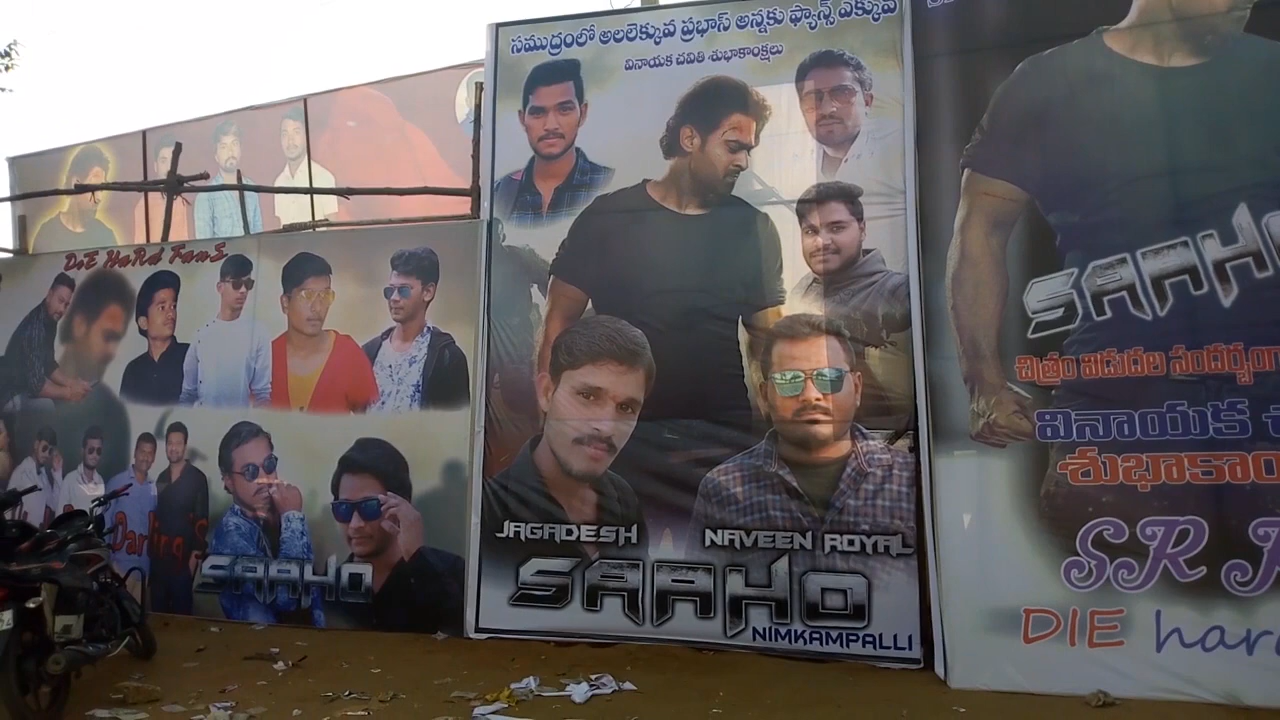 సముద్రంలో అలలెక్కువ ప్రభాస్ అన్నకు ఫ్యాన్స్ ఎక్కువ
వినాయక చవితి శుభాకాంక్షలు
DiE HaRd FanS
Darling's
SAAHO
JAGADESH
NAVEEN ROYAL
SAAHO
NIMKAMPALLI
SAAHO
చిత్రం విడుదల సందర్భంగా
వినాయక చ
శుభాకాం
SR
DIE har